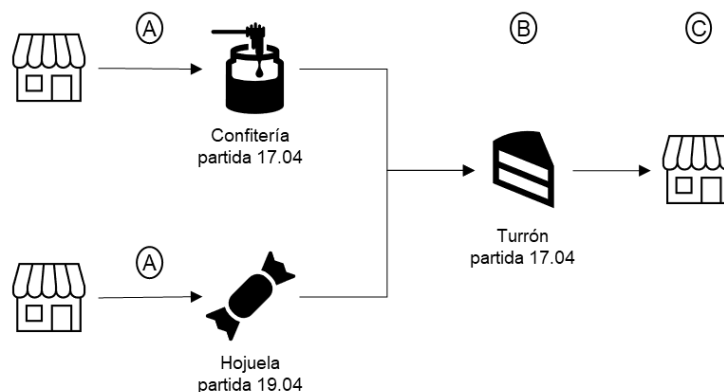 A
B
C
Confitería
partida 17.04
Turrón
partida 17.04
A
Hojuela
partida 19.04